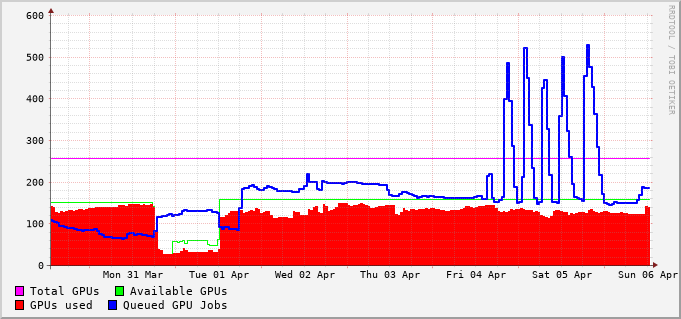 600
500
400
300
200
100
0
Mon 31 Mar Tue 01 Apr Wed 02 Apr Thu 03 Apr Fri 04 Apr Sat 05 Apr Sun 06 Apr
Total GPUs Available GPUs
GPUs used Queued GPU Jobs
RRDTOOL / TOBI OETIKER